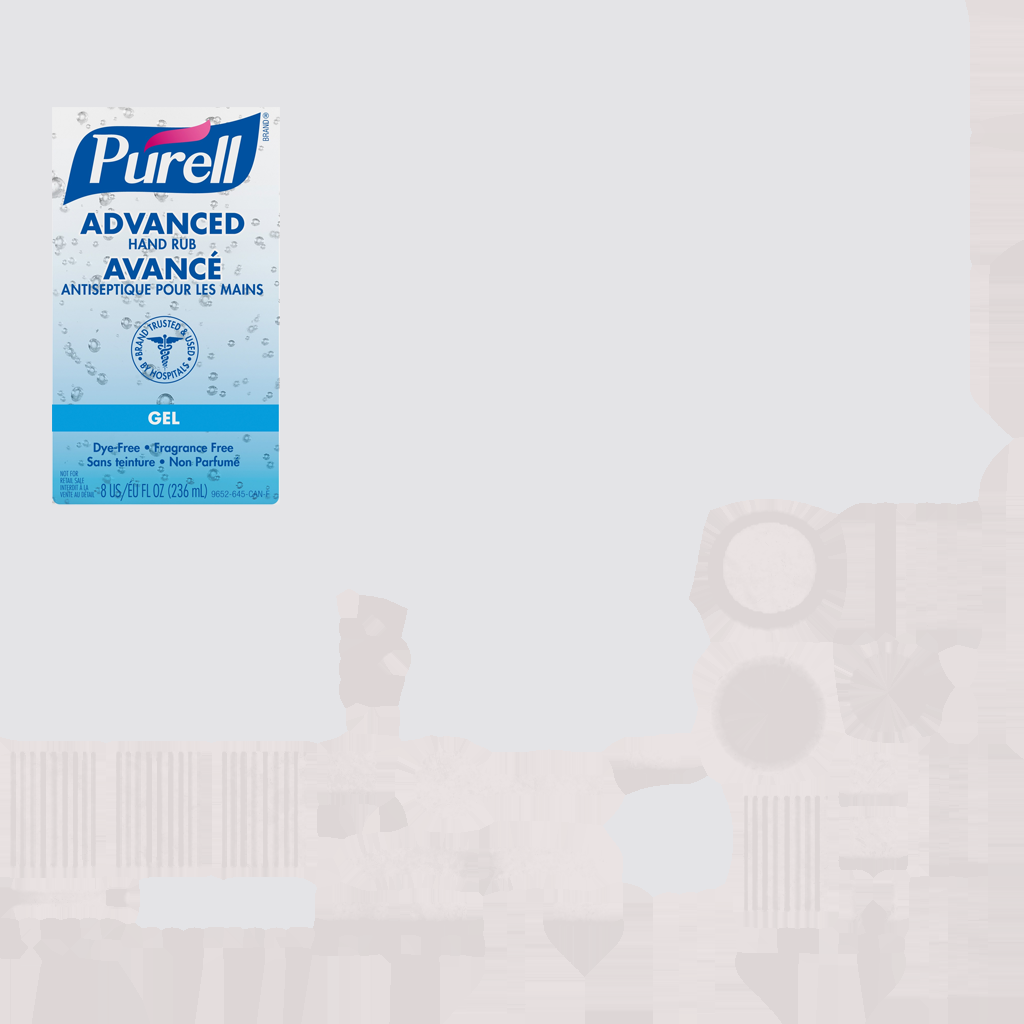 Purell
BRAND®
ADVANCED
HAND RUB
AVANCÉ
ANTISEPTIQUE POUR LES MAINS
BRAND TRUSTED & USED
BY HOSPITALS
GEL
Dye-Free • Fragrance Free
Sans teinture • Non Parfumé
NOT FOR
RETAIL SALE
INTERDIT À LA
VENTE AU DÉTAIL
8 US/ÉU FL OZ (236 mL) 9652-645-CAN-F